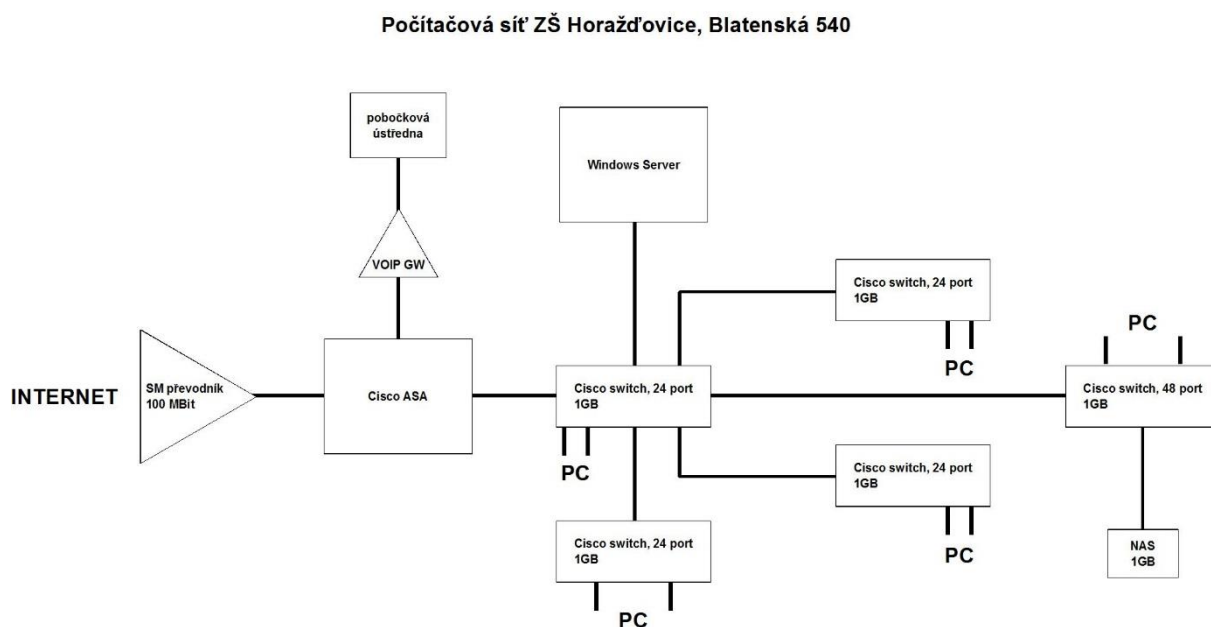 Počítačová síť ZŠ Horažďovice, Blatenská 540
pobočková
ústředna
Windows Server
VOIP GW
Cisco switch, 24 port
1GB
PC
PC
INTERNET
SM převodník
100 MBit
Cisco ASA
Cisco switch, 24 port
1GB
Cisco switch, 48 port
1GB
PC
Cisco switch, 24 port
1GB
PC
Cisco switch, 24 port
1GB
PC
NAS
1GB